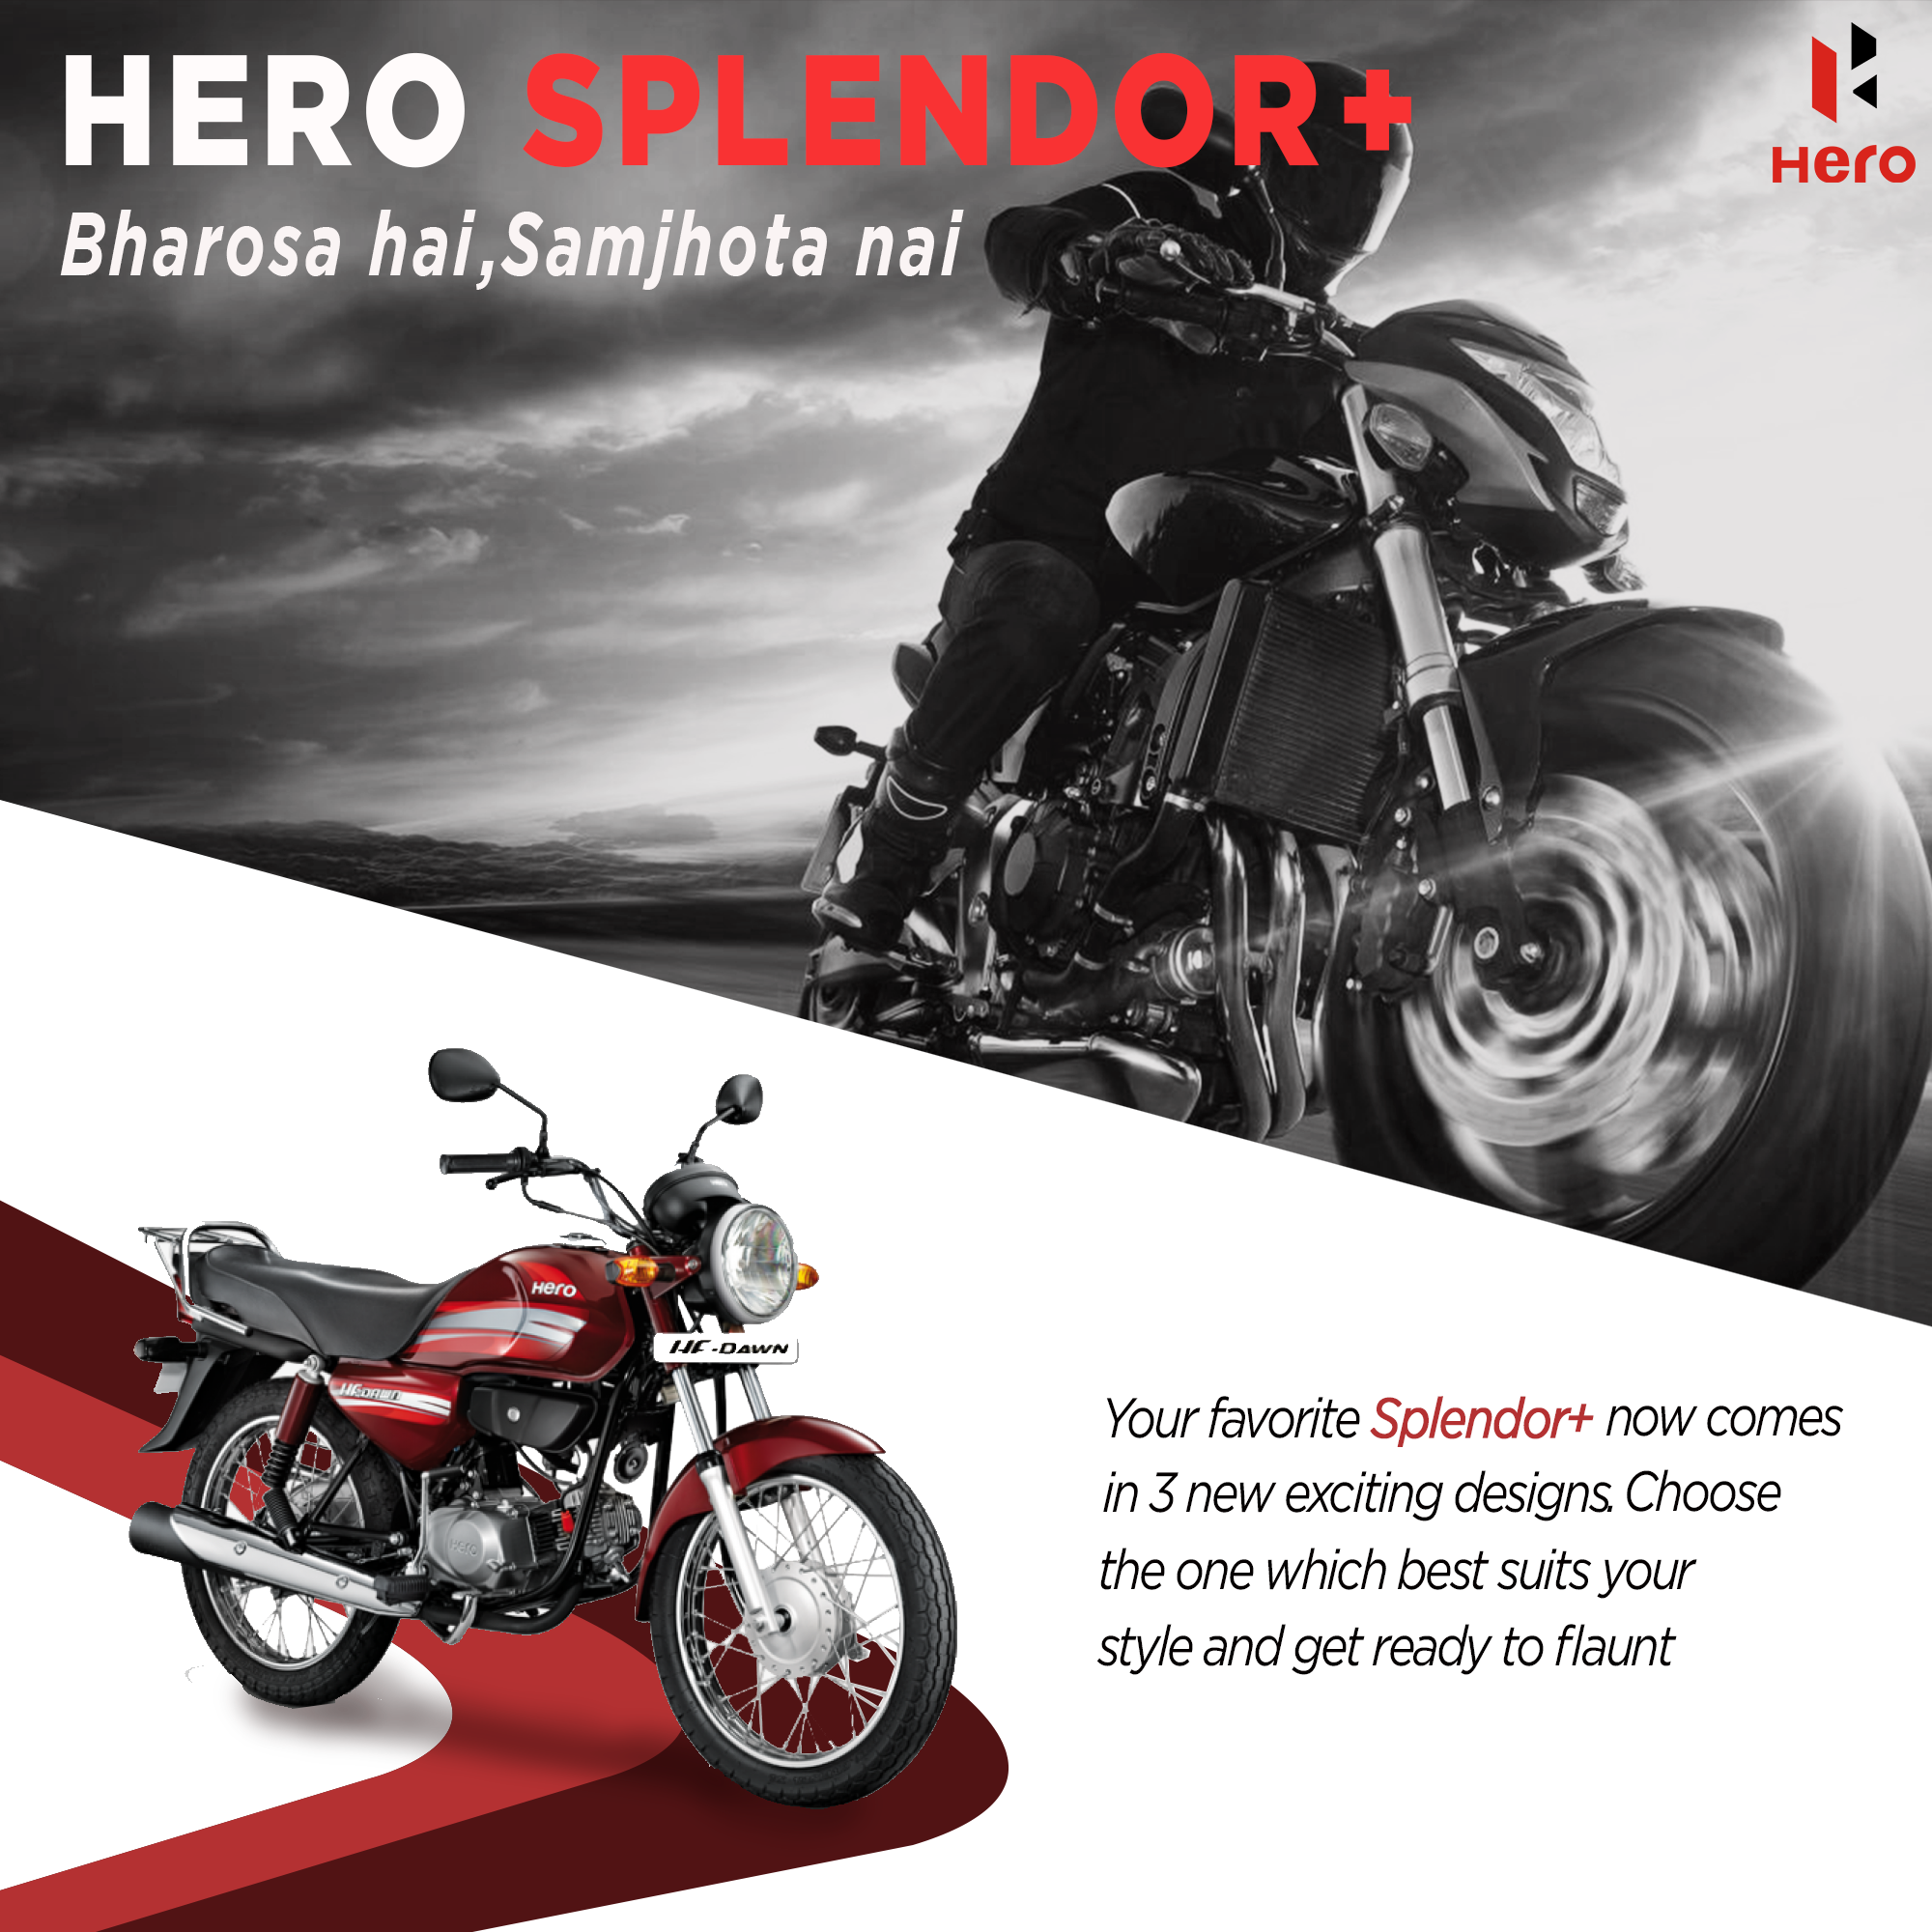 HERO SPLENDOR+
Hero
Bharosa hai,Samjhota nai
Hero
HF-DAWN
HF-DAWN
Hero
Your favorite Splendor+ now comes
in 3 new exciting designs. Choose
the one which best suits your
style and get ready to flaunt